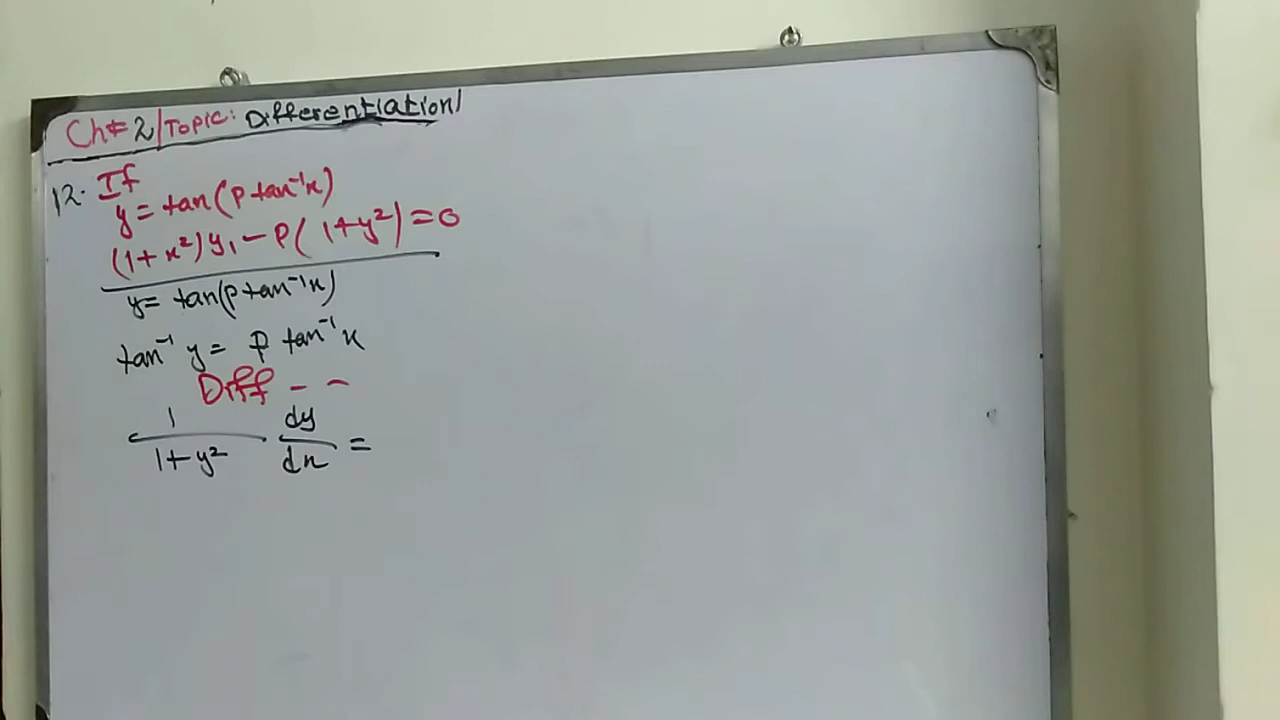 Ch#2/Topic: Differentiation/
12. If
y = tan(P tan⁻¹x)
(1+x²)y₁ - P(1+y²) = 0
y = tan(P tan⁻¹x)
tan⁻¹ y = P tan⁻¹ x
Diff - -
1/(1+y²) dy/dx =